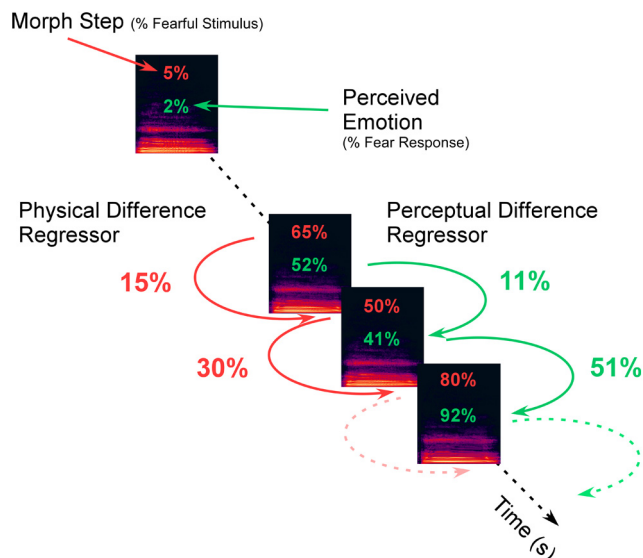 Morph Step (% Fearful Stimulus)
5%
2%
Perceived
Emotion
(% Fear Response)
Physical Difference
Regressor
Perceptual Difference
Regressor
65%
52%
15%
11%
50%
41%
30%
51%
80%
92%
Time (s)